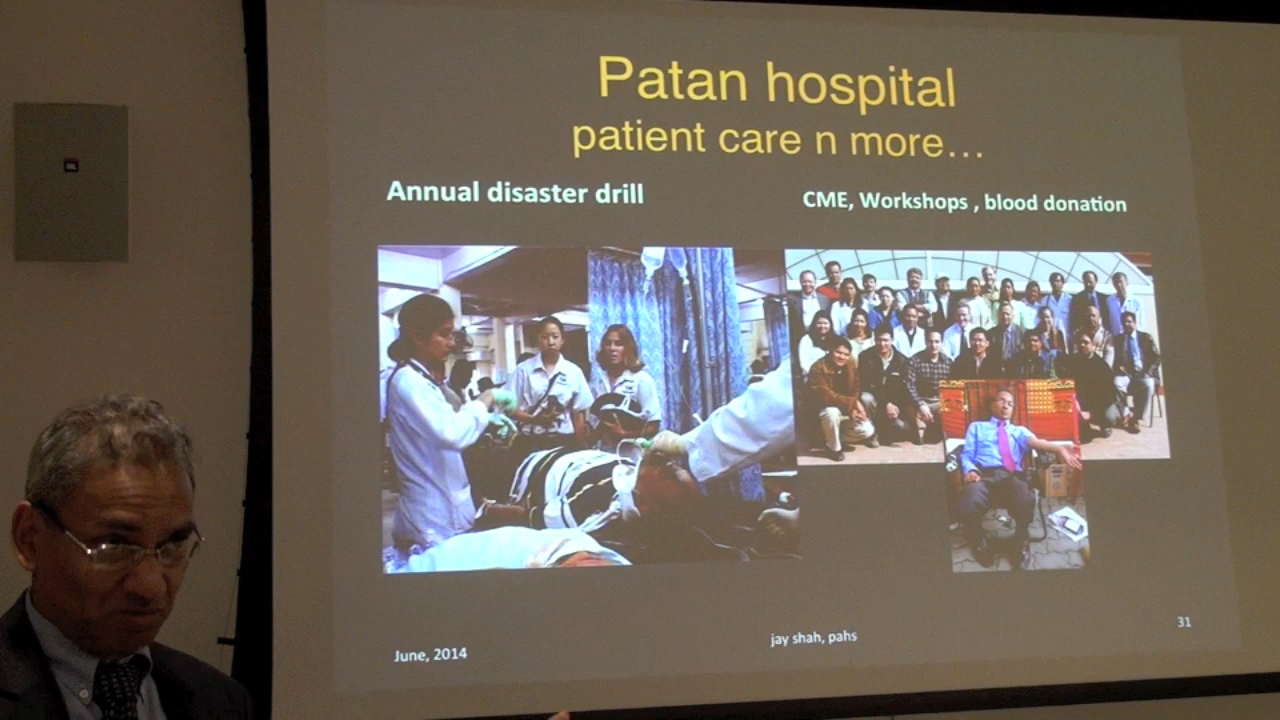 Patan hospital
patient care n more...
Annual disaster drill
CME, Workshops , blood donation
June, 2014
jay shah, pahs
31